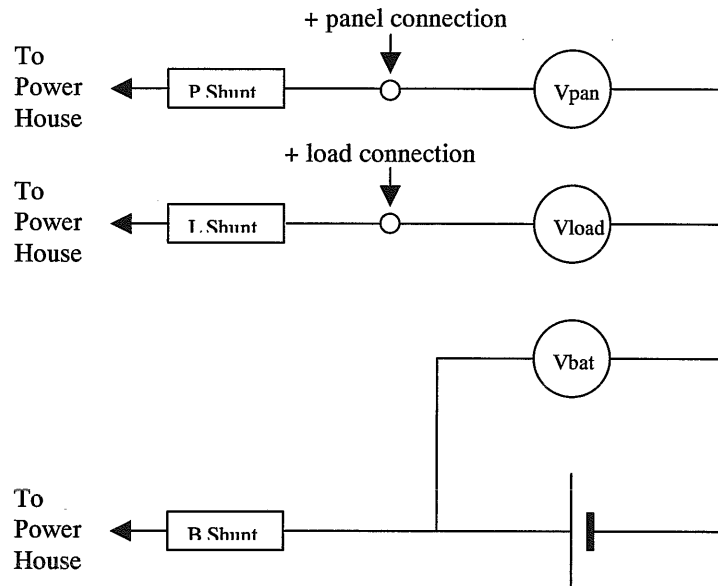 + panel connection
To
Power
House
P Shunt
Vpan
+ load connection
To
Power
House
L Shunt
Vload
Vbat
To
Power
House
B Shunt